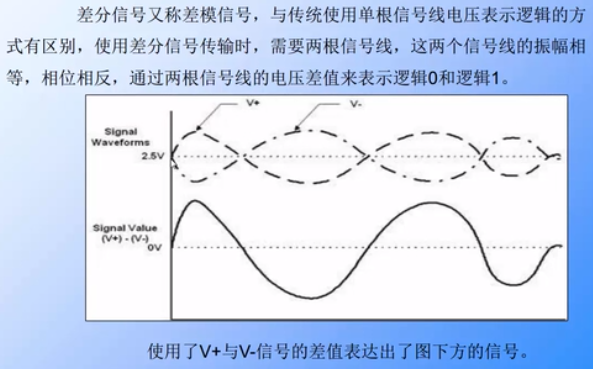 差分信号又称差模信号，与传统使用单根信号线电压表示逻辑的方
式有区别，使用差分信号传输时，需要两根信号线，这两个信号线的振幅相
等，相位相反，通过两根信号线的电压差值来表示逻辑0和逻辑1。
V+
V-
Signal
Waveforms
2.5V
Signal Value
(V+) - (V-)
0V
使用了V+与V-信号的差值表达出了图下方的信号。